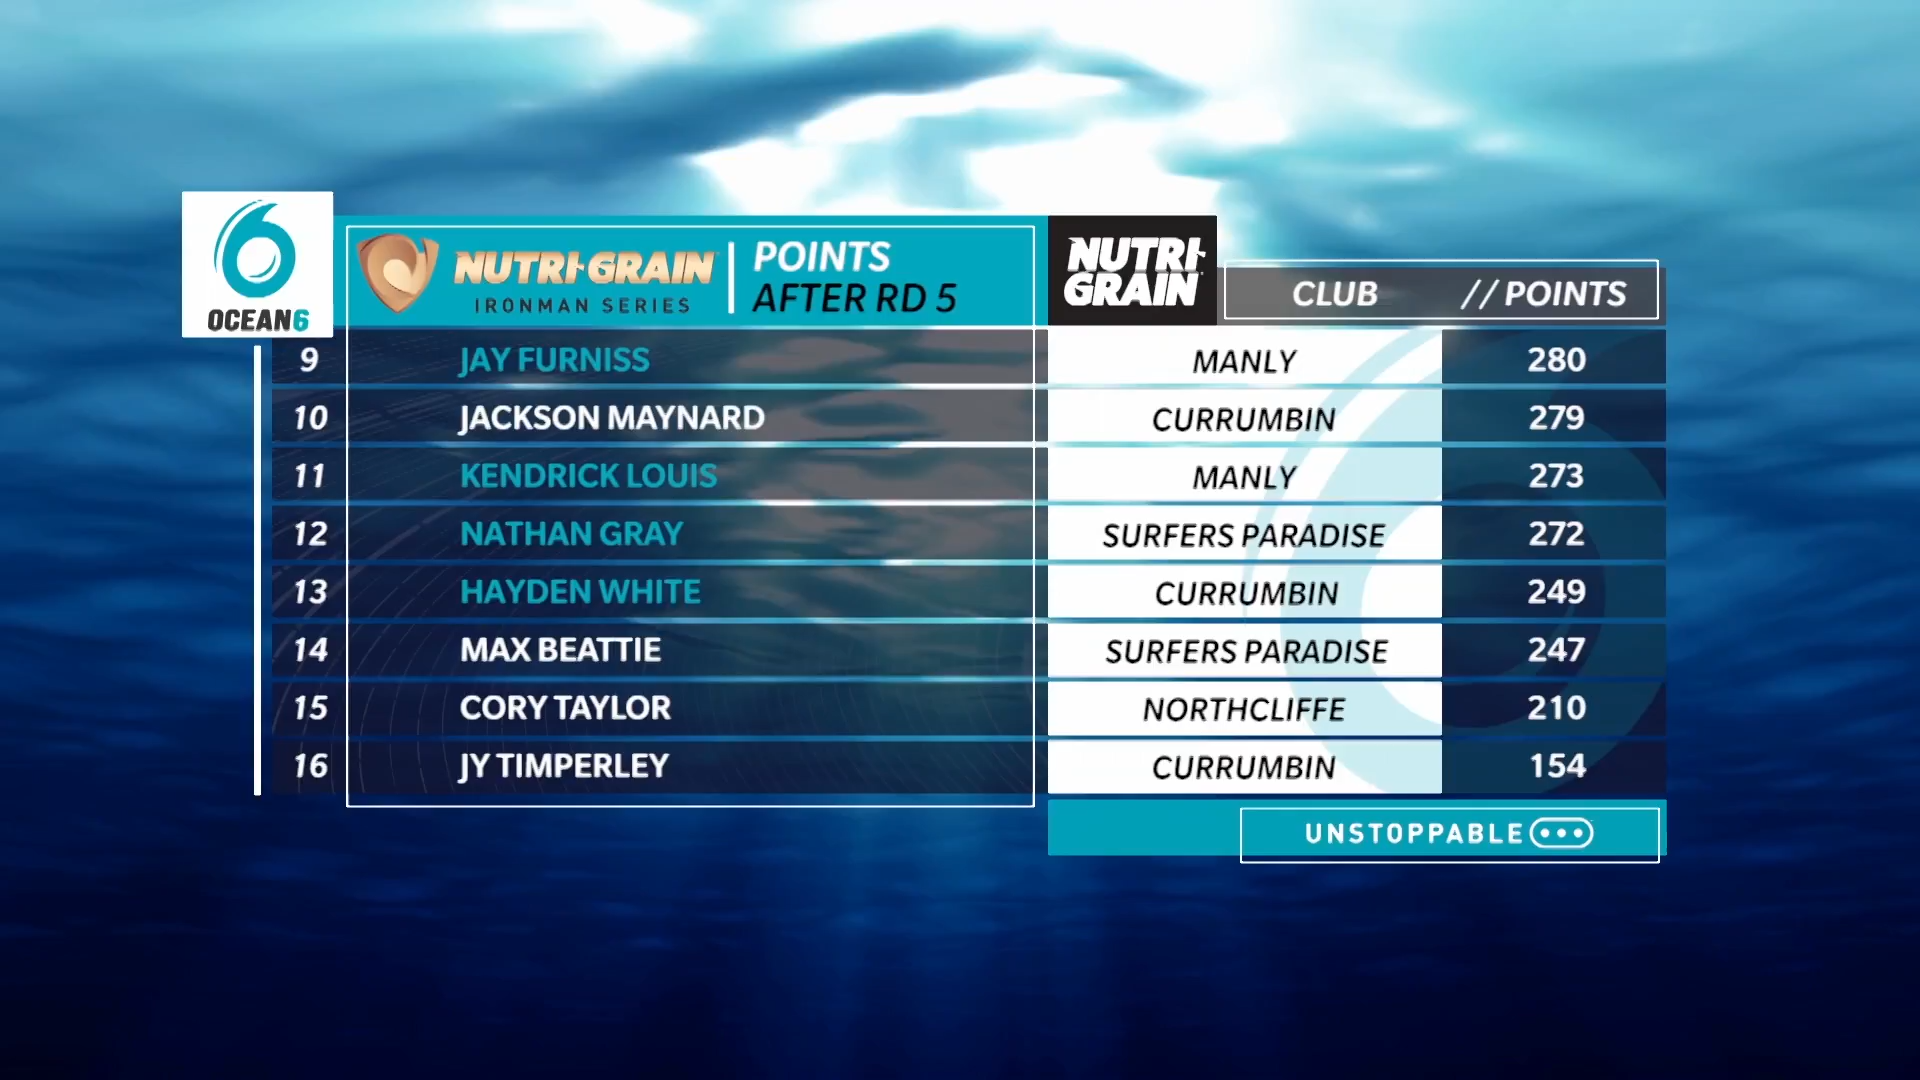 OCEAN6
NUTRI-GRAIN
IRONMAN SERIES
POINTS
AFTER RD 5
NUTRI-
GRAIN
CLUB // POINTS
9 JAY FURNISS MANLY 280
10 JACKSON MAYNARD CURRUMBIN 279
11 KENDRICK LOUIS MANLY 273
12 NATHAN GRAY SURFERS PARADISE 272
13 HAYDEN WHITE CURRUMBIN 249
14 MAX BEATTIE SURFERS PARADISE 247
15 CORY TAYLOR NORTHCLIFFE 210
16 JY TIMPERLEY CURRUMBIN 154
UNSTOPPABLE